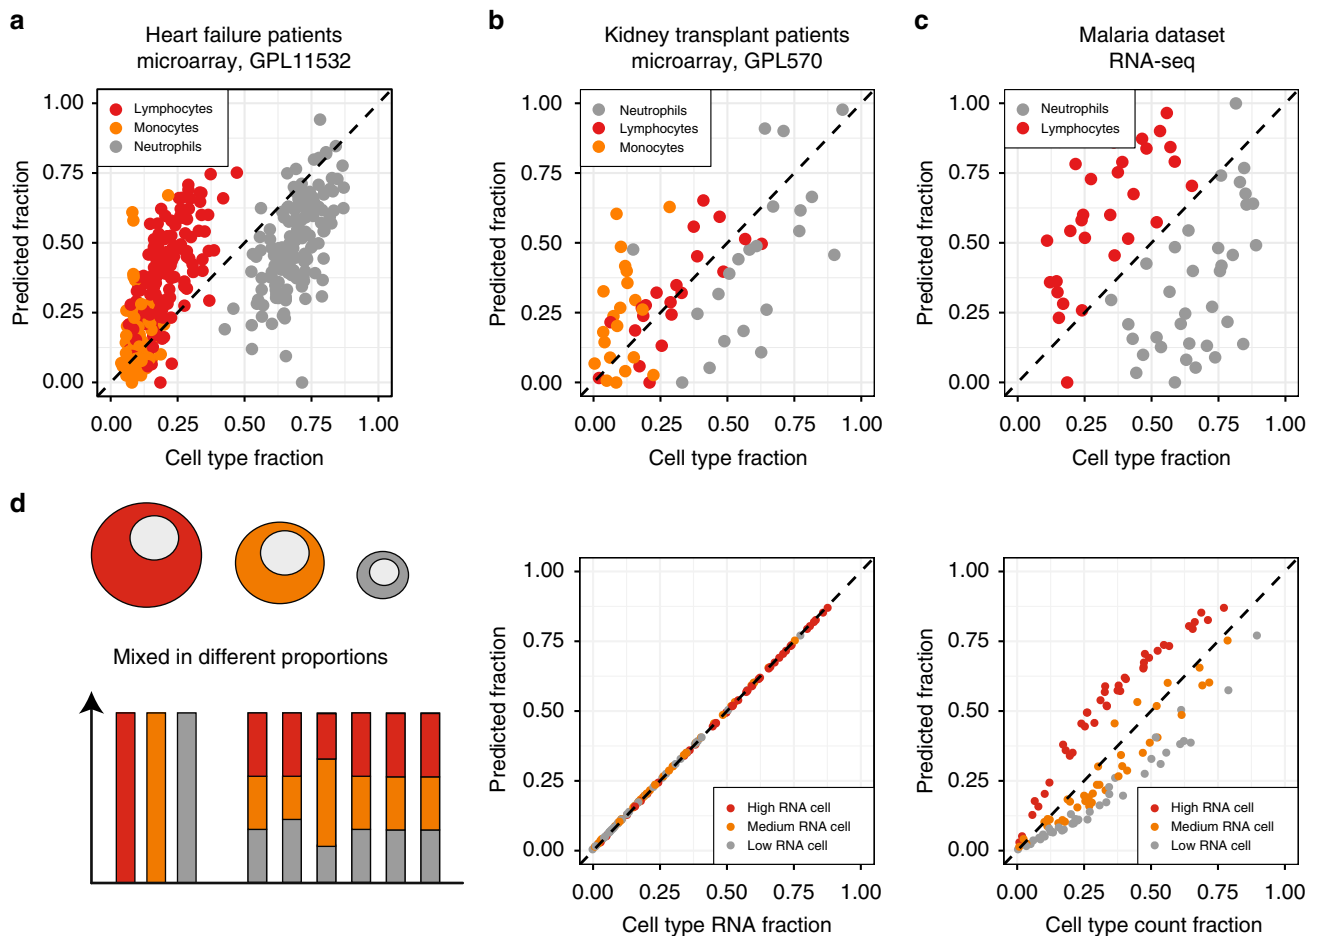 a
Heart failure patients
microarray, GPL11532
Predicted fraction
1.00
0.75
0.50
0.25
0.00
Lymphocytes
Monocytes
Neutrophils
0.00 0.25 0.50 0.75 1.00
Cell type fraction
b
Kidney transplant patients
microarray, GPL570
Predicted fraction
1.00
0.75
0.50
0.25
0.00
Neutrophils
Lymphocytes
Monocytes
0.00 0.25 0.50 0.75 1.00
Cell type fraction
c
Malaria dataset
RNA-seq
Predicted fraction
1.00
0.75
0.50
0.25
0.00
Neutrophils
Lymphocytes
0.00 0.25 0.50 0.75 1.00
Cell type fraction
d
Mixed in different proportions
Predicted fraction
1.00
0.75
0.50
0.25
0.00
High RNA cell
Medium RNA cell
Low RNA cell
0.00 0.25 0.50 0.75 1.00
Cell type RNA fraction
Predicted fraction
1.00
0.75
0.50
0.25
0.00
High RNA cell
Medium RNA cell
Low RNA cell
0.00 0.25 0.50 0.75 1.00
Cell type count fraction